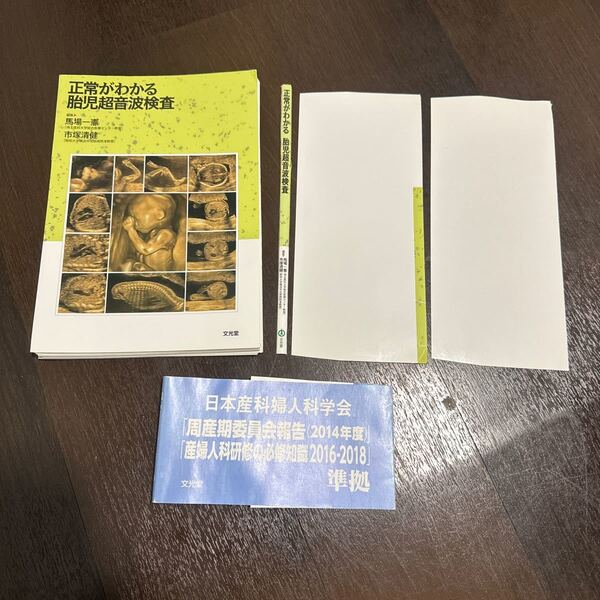 正常がわかる
胎児超音波検査
馬場一憲
市塚清健
文光堂
正常がわかる 胎児超音波検査
文光堂
日本産科婦人科学会
「周産期委員会報告(2014年度)」
「産婦人科研修の必修知識2016-2018」
準拠
文光堂